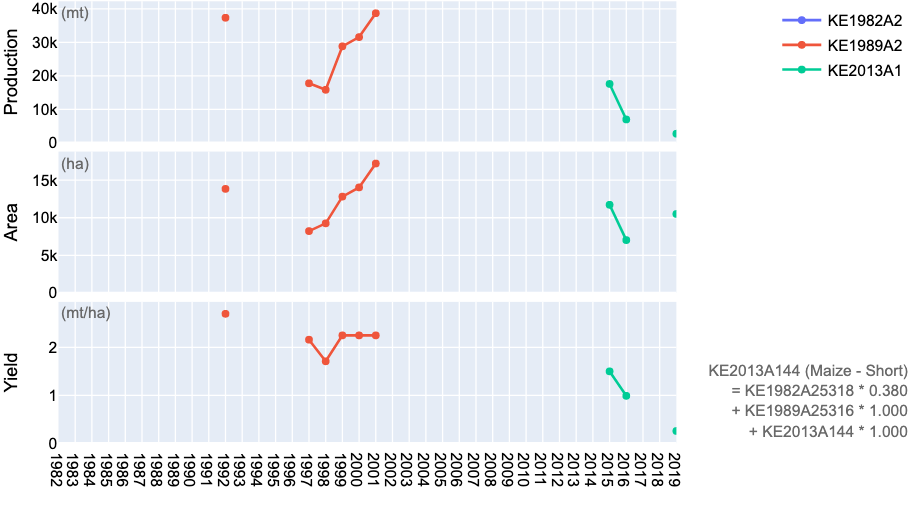 (mt)
Production
40k
30k
20k
10k
0
(ha)
Area
15k
10k
5k
0
(mt/ha)
Yield
2
1
0
1982
1983
1984
1985
1986
1987
1988
1989
1990
1991
1992
1993
1994
1995
1996
1997
1998
1999
2000
2001
2002
2003
2004
2005
2006
2007
2008
2009
2010
2011
2012
2013
2014
2015
2016
2017
2018
2019
KE1982A2
KE1989A2
KE2013A1
KE2013A144 (Maize - Short)
= KE1982A25318 * 0.380
+ KE1989A25316 * 1.000
+ KE2013A144 * 1.000